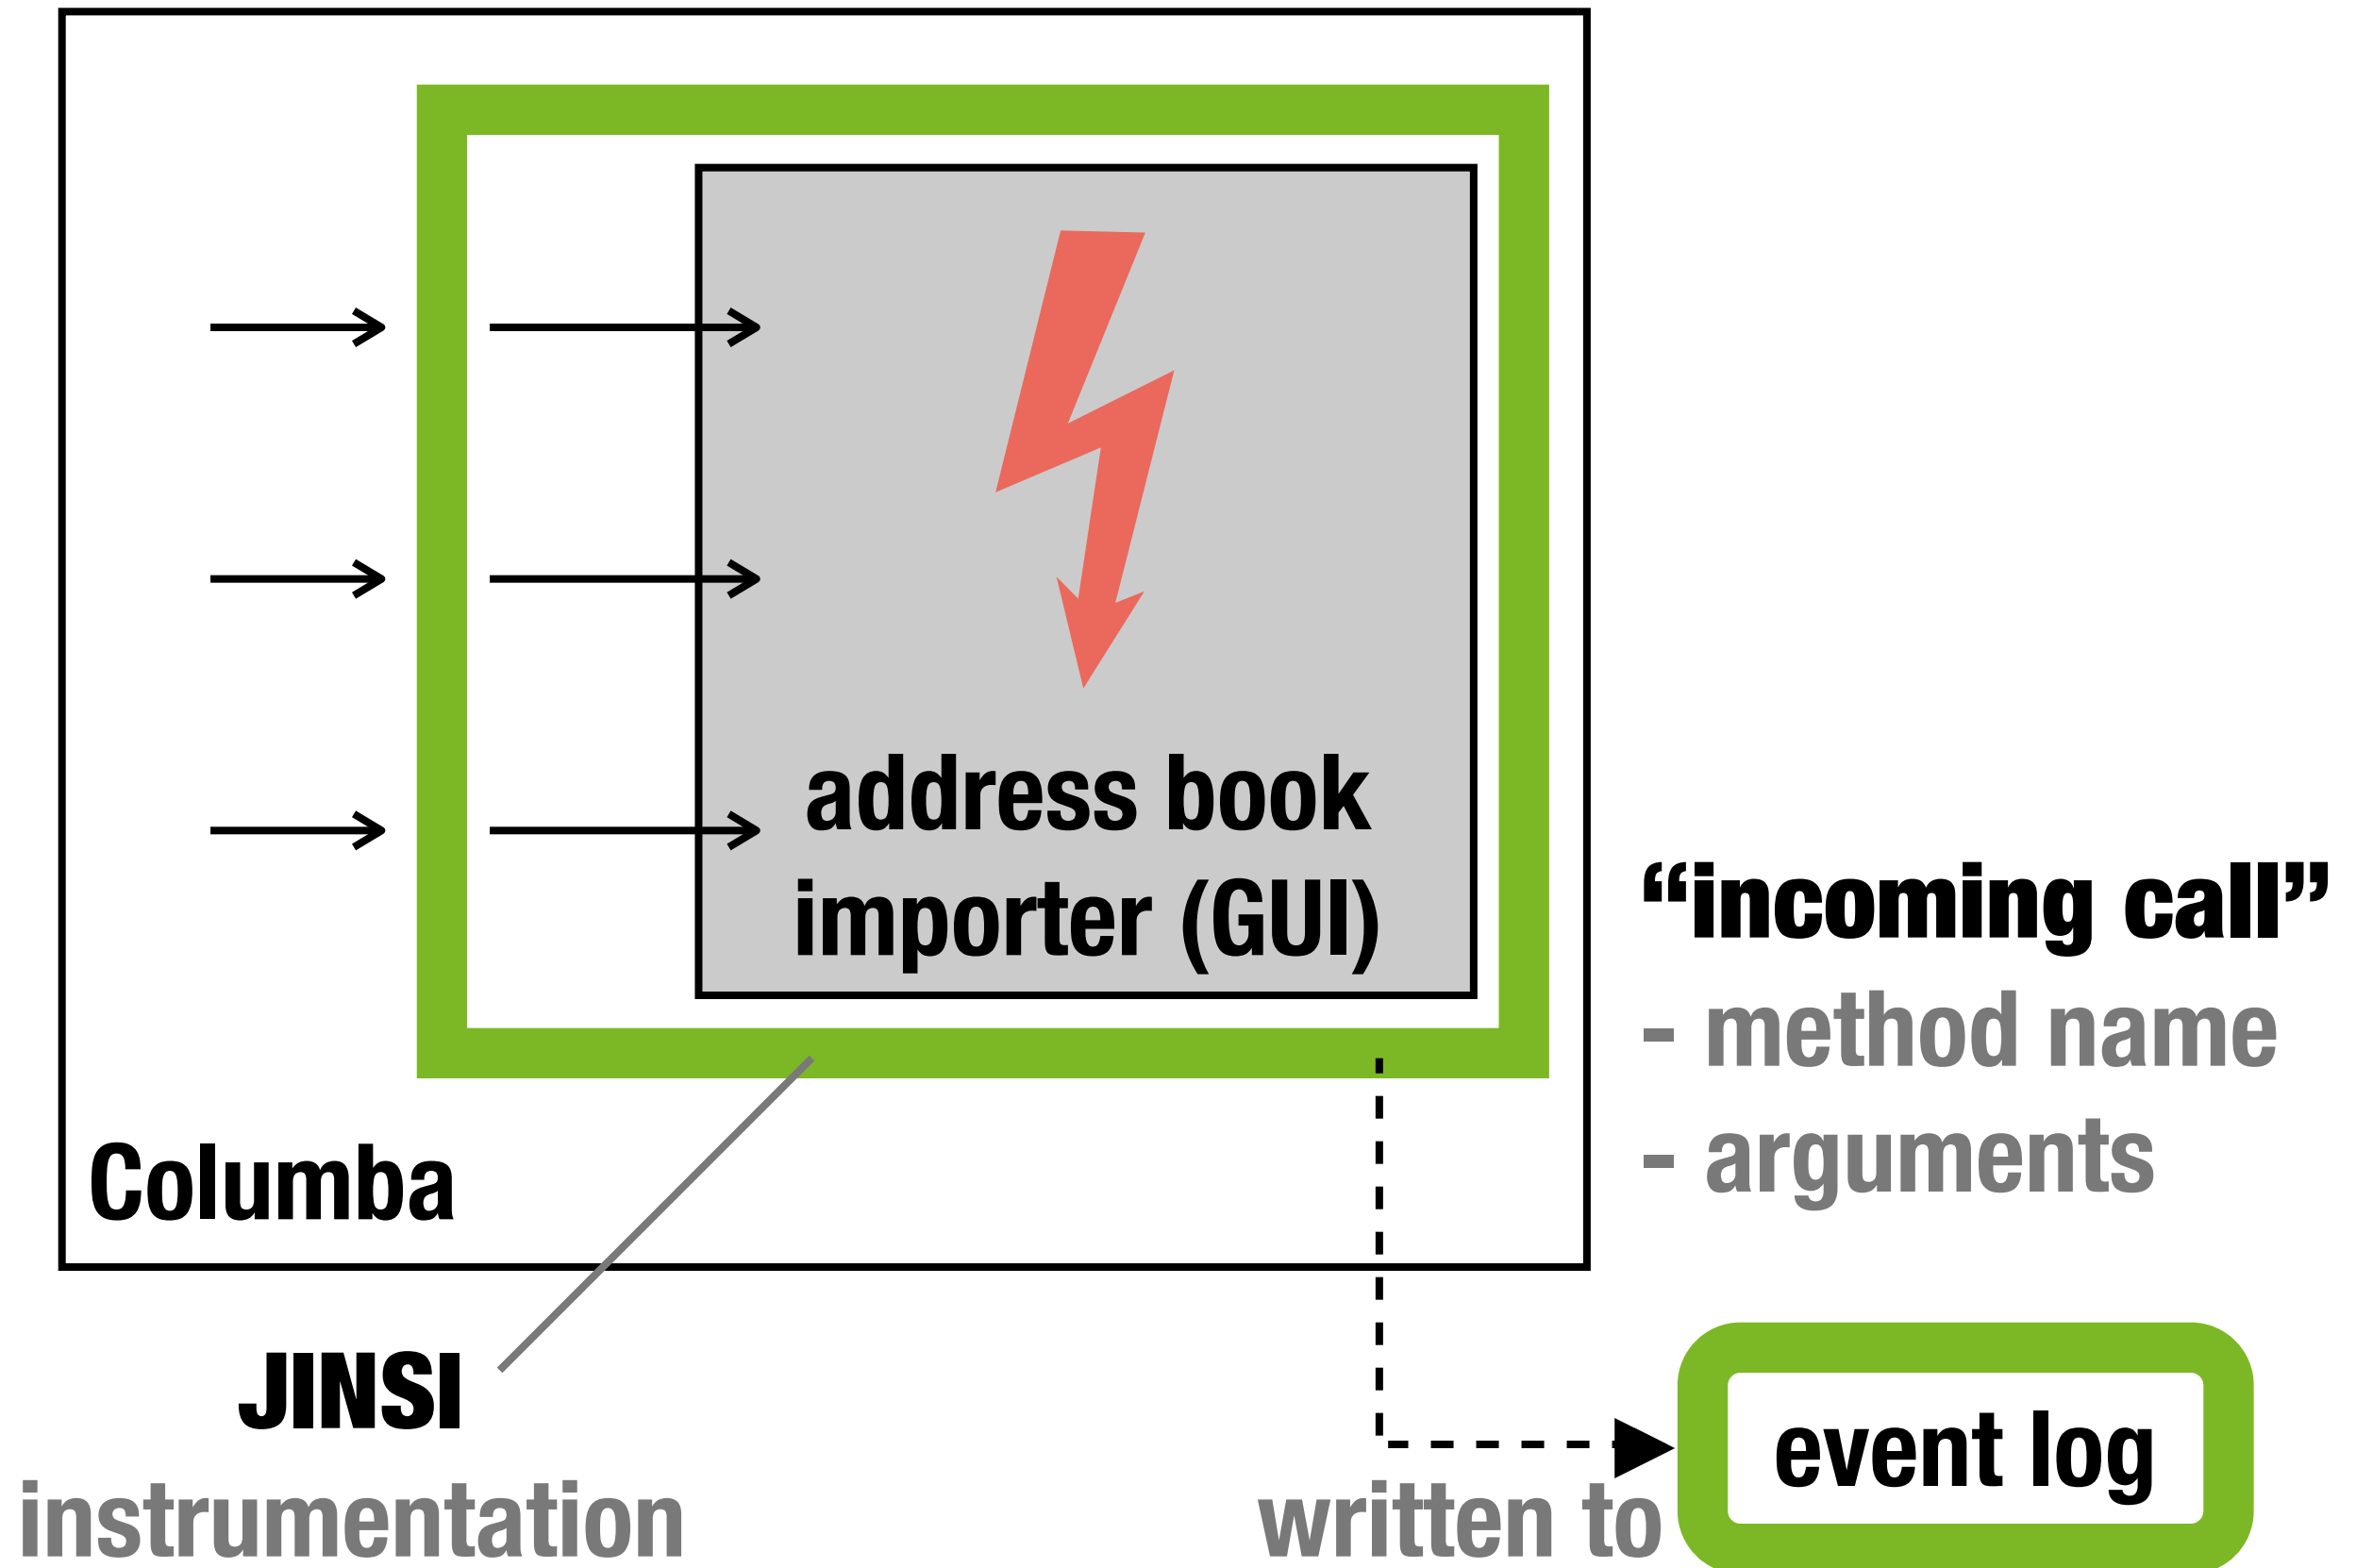 address book
importer (GUI)
“incoming call”
- method name
- arguments
Columba
JINSI
instrumentation
written to
event log